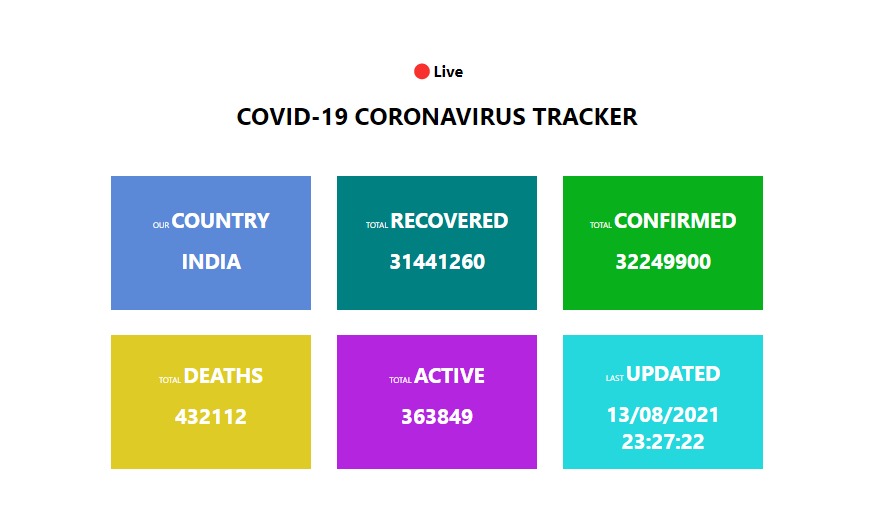 Live
COVID-19 CORONAVIRUS TRACKER
OUR COUNTRY
INDIA
TOTAL RECOVERED
31441260
TOTAL CONFIRMED
32249900
TOTAL DEATHS
432112
TOTAL ACTIVE
363849
LAST UPDATED
13/08/2021
23:27:22